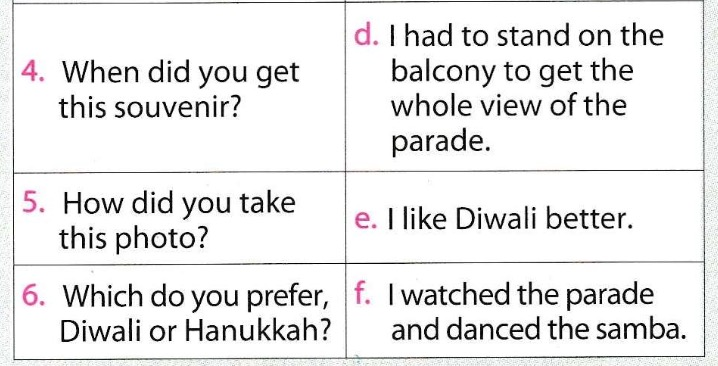 4. When did you get
this souvenir?
d. I had to stand on the
balcony to get the
whole view of the
parade.
5. How did you take
this photo?
e. I like Diwali better.
6. Which do you prefer,
Diwali or Hanukkah?
f. I watched the parade
and danced the samba.